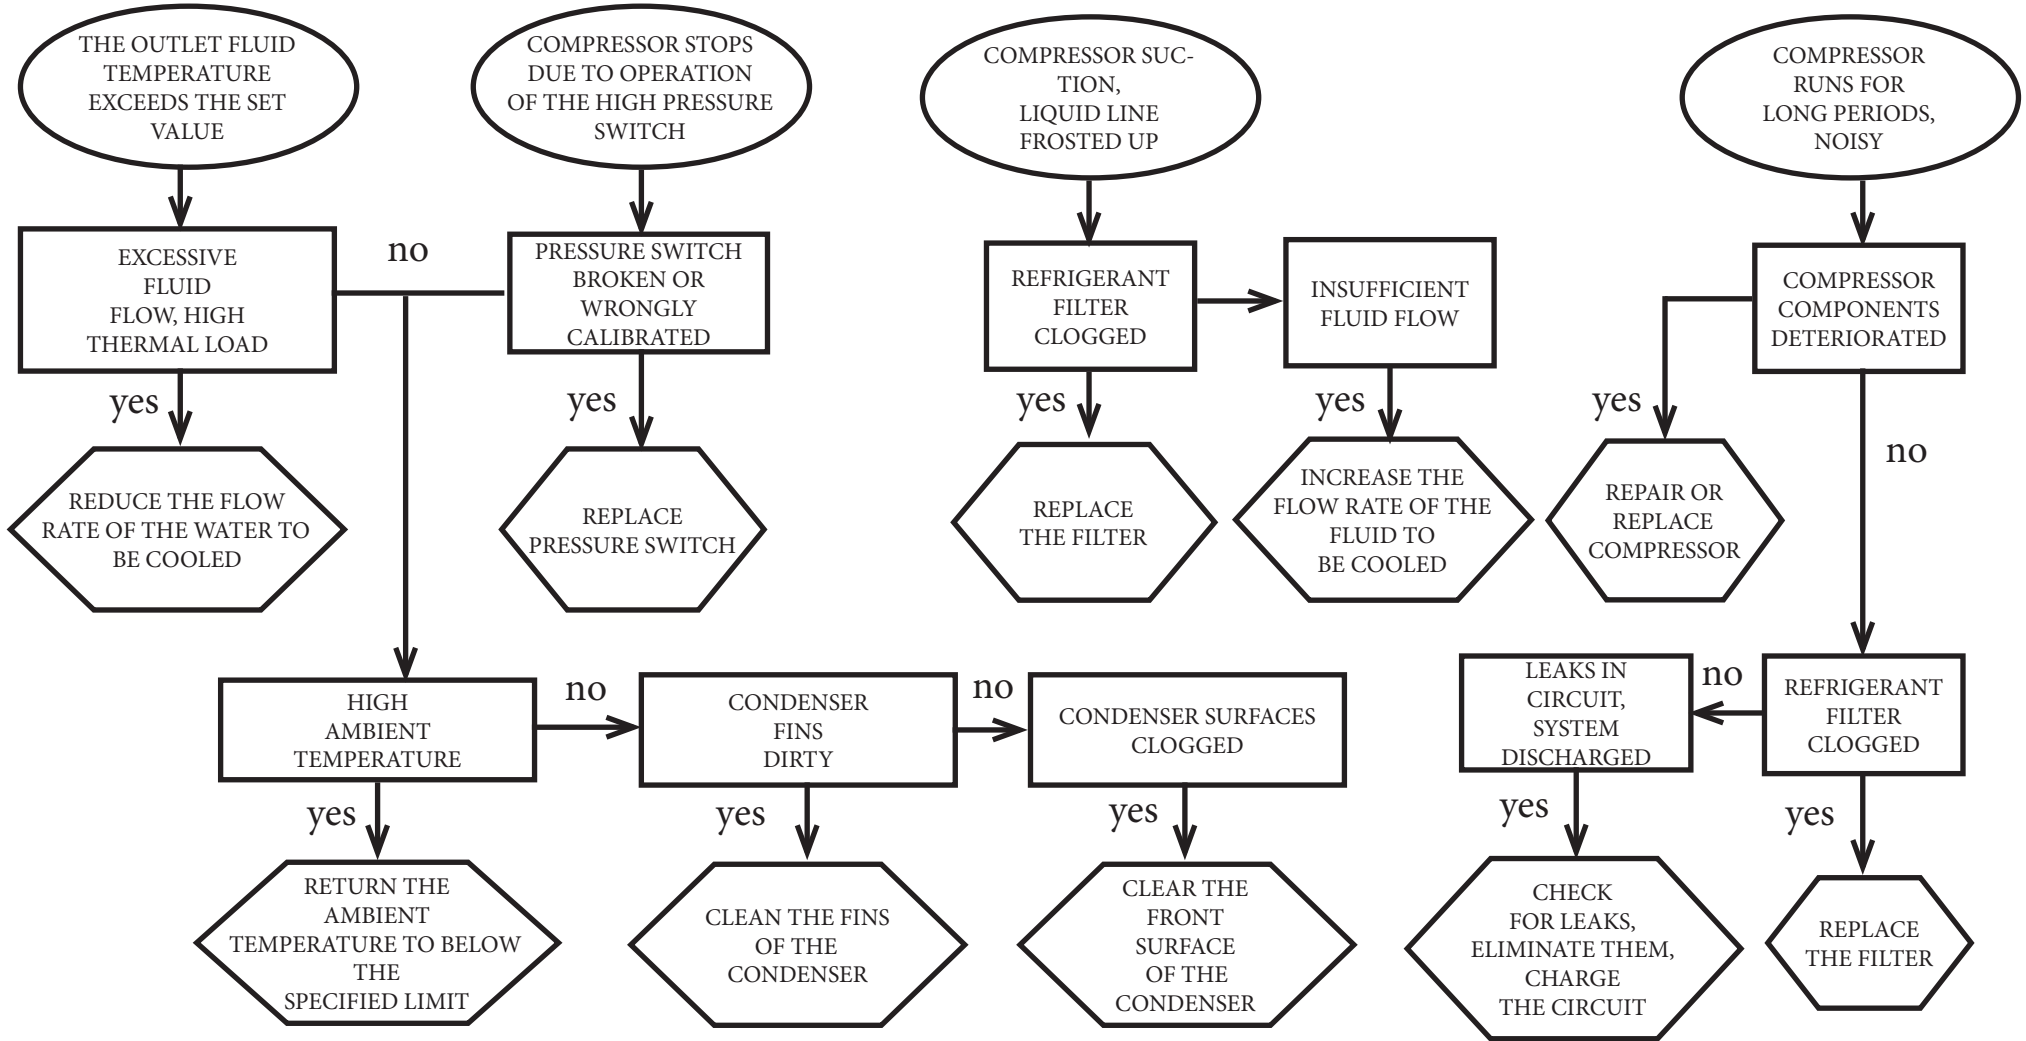 THE OUTLET FLUID
TEMPERATURE
EXCEEDS THE SET
VALUE
COMPRESSOR STOPS
DUE TO OPERATION
OF THE HIGH PRESSURE
SWITCH
COMPRESSOR SUC-
TION,
LIQUID LINE
FROSTED UP
COMPRESSOR
RUNS FOR
LONG PERIODS,
NOISY
EXCESSIVE
FLUID
FLOW, HIGH
THERMAL LOAD
no
PRESSURE SWITCH
BROKEN OR
WRONGLY
CALIBRATED
REFRIGERANT
FILTER
CLOGGED
INSUFFICIENT
FLUID FLOW
COMPRESSOR
COMPONENTS
DETERIORATED
yes
yes
yes
yes
yes
no
REDUCE THE FLOW
RATE OF THE WATER TO
BE COOLED
REPLACE
PRESSURE SWITCH
REPLACE
THE FILTER
INCREASE THE
FLOW RATE OF THE
FLUID TO
BE COOLED
REPAIR OR
REPLACE
COMPRESSOR
HIGH
AMBIENT
TEMPERATURE
no
CONDENSER
FINS
DIRTY
no
CONDENSER SURFACES
CLOGGED
LEAKS IN
CIRCUIT,
SYSTEM
DISCHARGED
no
REFRIGERANT
FILTER
CLOGGED
yes
yes
yes
yes
yes
RETURN THE
AMBIENT
TEMPERATURE TO BELOW
THE
SPECIFIED LIMIT
CLEAN THE FINS
OF THE
CONDENSER
CLEAR THE
FRONT
SURFACE
OF THE
CONDENSER
CHECK
FOR LEAKS,
ELIMINATE THEM,
CHARGE
THE CIRCUIT
REPLACE
THE FILTER